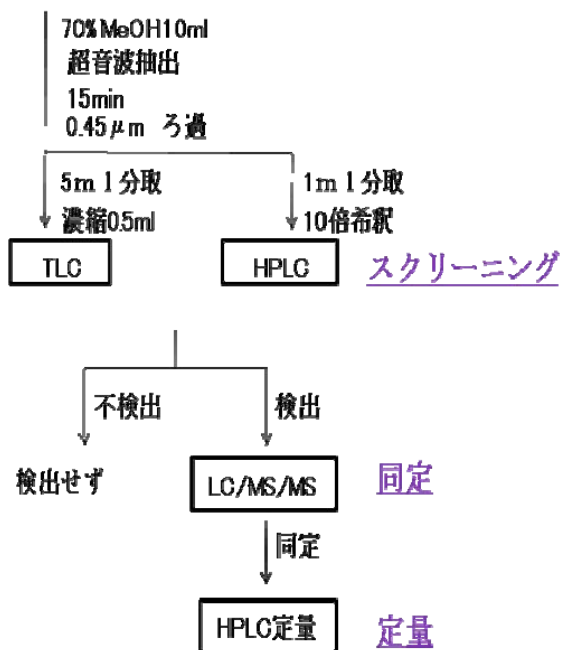 70%MeOH10ml
超音波抽出
15min
0.45μm ろ過
5ml分取
濃縮0.5ml
1ml分取
10倍希釈
TLC
HPLC
スクリーニング
不検出
検出
検出せず
LC/MS/MS
同定
同定
HPLC定量
定量